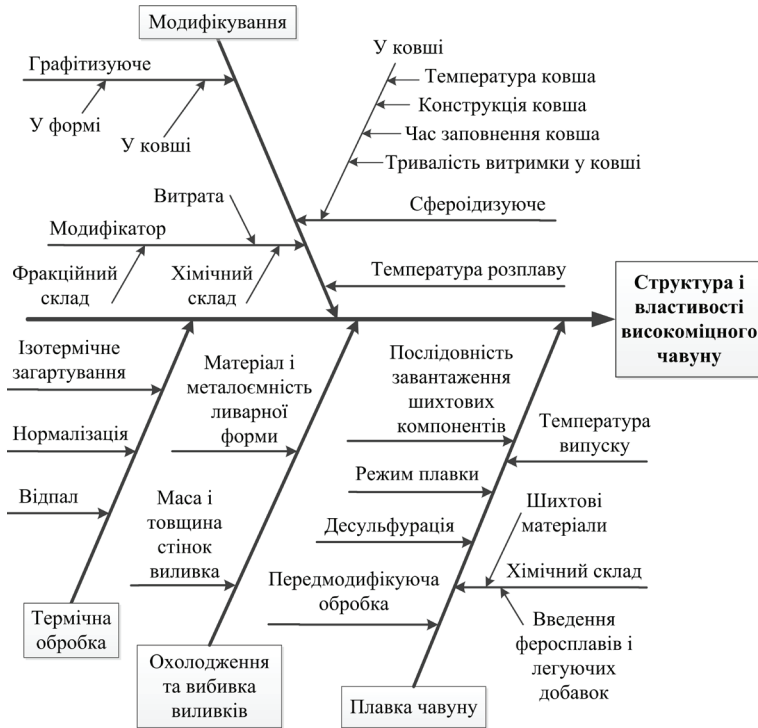 Модифікування
Графітизуюче
У формі
У ковші
У ковші
Температура ковша
Конструкція ковша
Час заповнення ковша
Тривалість витримки у ковші
Сфероїдизуюче
Витрата
Модифікатор
Фракційний
склад
Хімічний
склад
Температура розплаву
Структура і
властивості
високоміцного
чавуну
Ізотермічне
загартування
Нормалізація
Відпал
Термічна
обробка
Матеріал і
металоємність
ливарної
форми
Маса і
товщина
стінок
виливка
Охолодження
та вибивка
виливків
Послідовність
завантаження
шихтових
компонентів
Температура
випуску
Режим плавки
Десульфурація
Передмодифікуюча
обробка
Шихтові
матеріали
Хімічний склад
Введення
феросплавів і
легуючих
добавок
Плавка чавуну